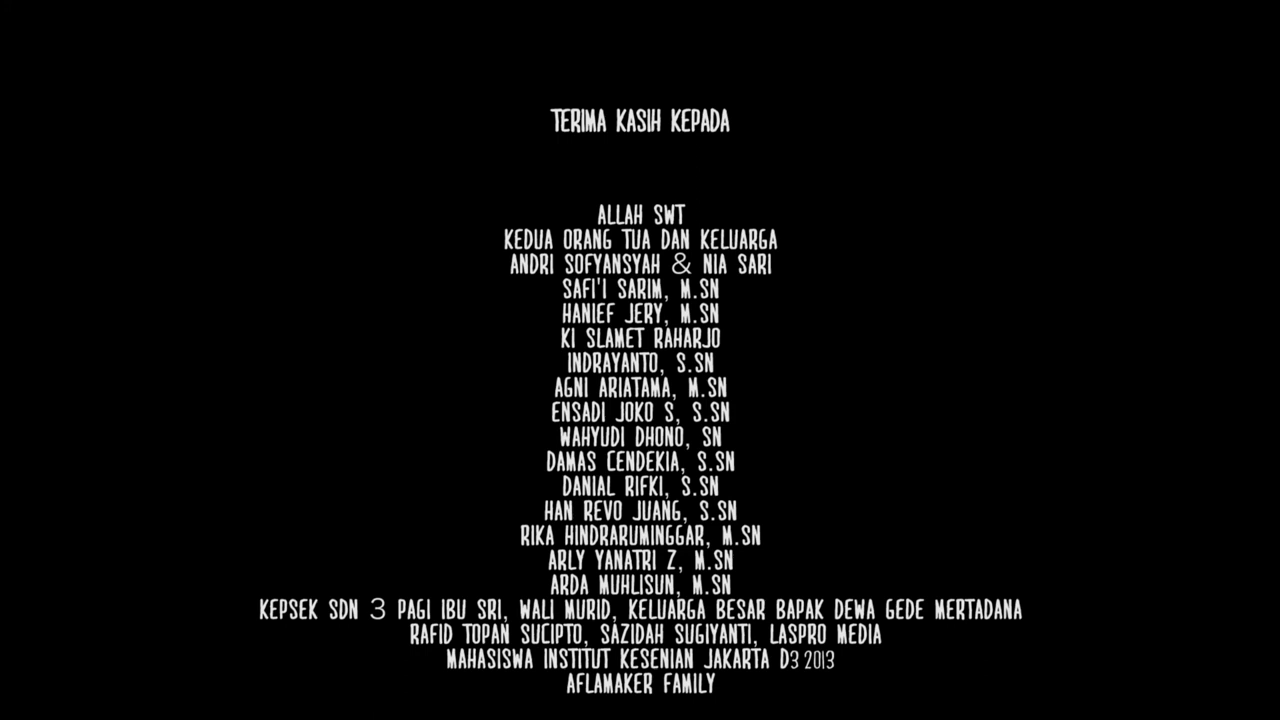 TERIMA KASIH KEPADA
ALLAH SWT
KEDUA ORANG TUA DAN KELUARGA
ANDRI SOFYANSYAH & NIA SARI
SAFI'I SARIM, M.SN
HANIEF JERY, M.SN
KI SLAMET RAHARJO
INDRAYANTO, S.SN
AGNI ARIATAMA, M.SN
ENSADI JOKO S, S.SN
WAHYUDI DHONO, SN
DAMAS CENDEKIA, S.SN
DANIAL RIFKI, S.SN
HAN REVO JUANG, S.SN
RIKA HINDRARUMINGGAR, M.SN
ARLY YANATRI Z, M.SN
ARDA MUHLISUN, M.SN
KEPSEK SDN 3 PAGI IBU SRI, WALI MURID, KELUARGA BESAR BAPAK DEWA GEDE MERTADANA
RAFID TOPAN SUCIPTO, SAZIDAH SUGIYANTI, LASPRO MEDIA
MAHASISWA INSTITUT KESENIAN JAKARTA D3 2013
AFLAMAKER FAMILY